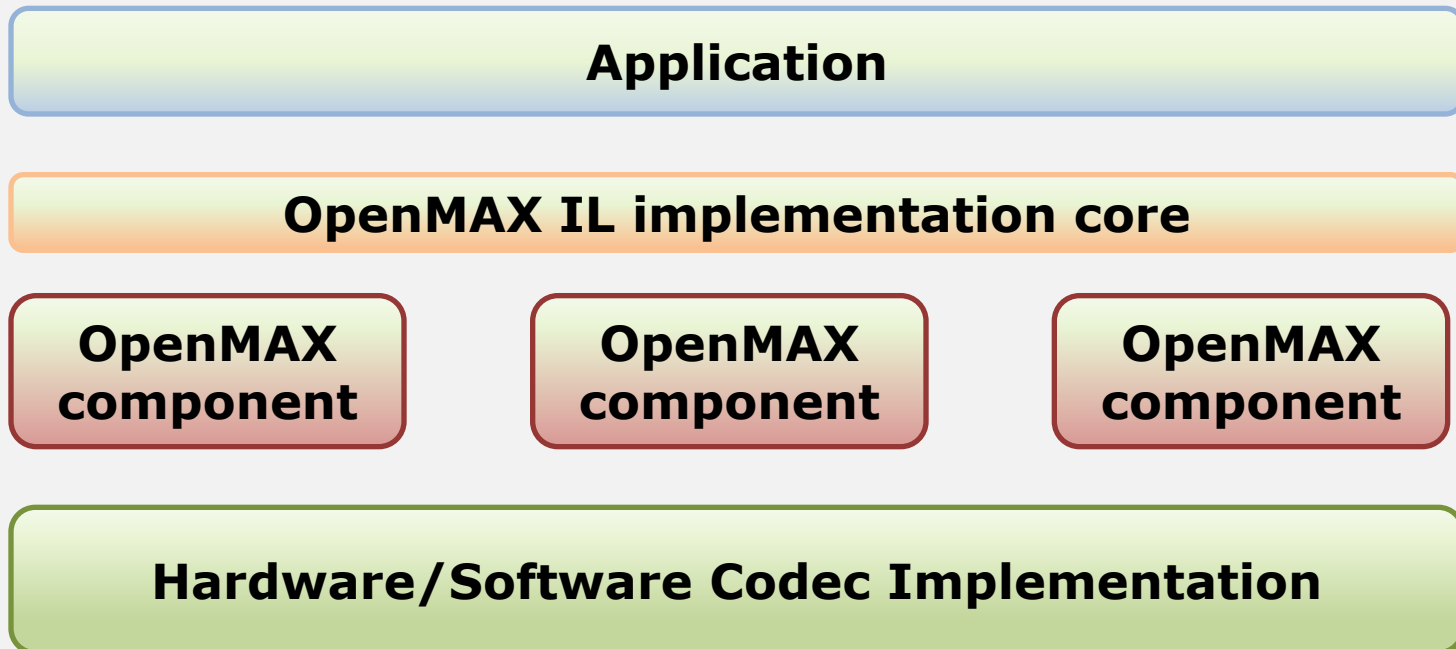 Application
OpenMAX IL implementation core
OpenMAX
component
OpenMAX
component
OpenMAX
component
Hardware/Software Codec Implementation